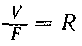 V/F = R